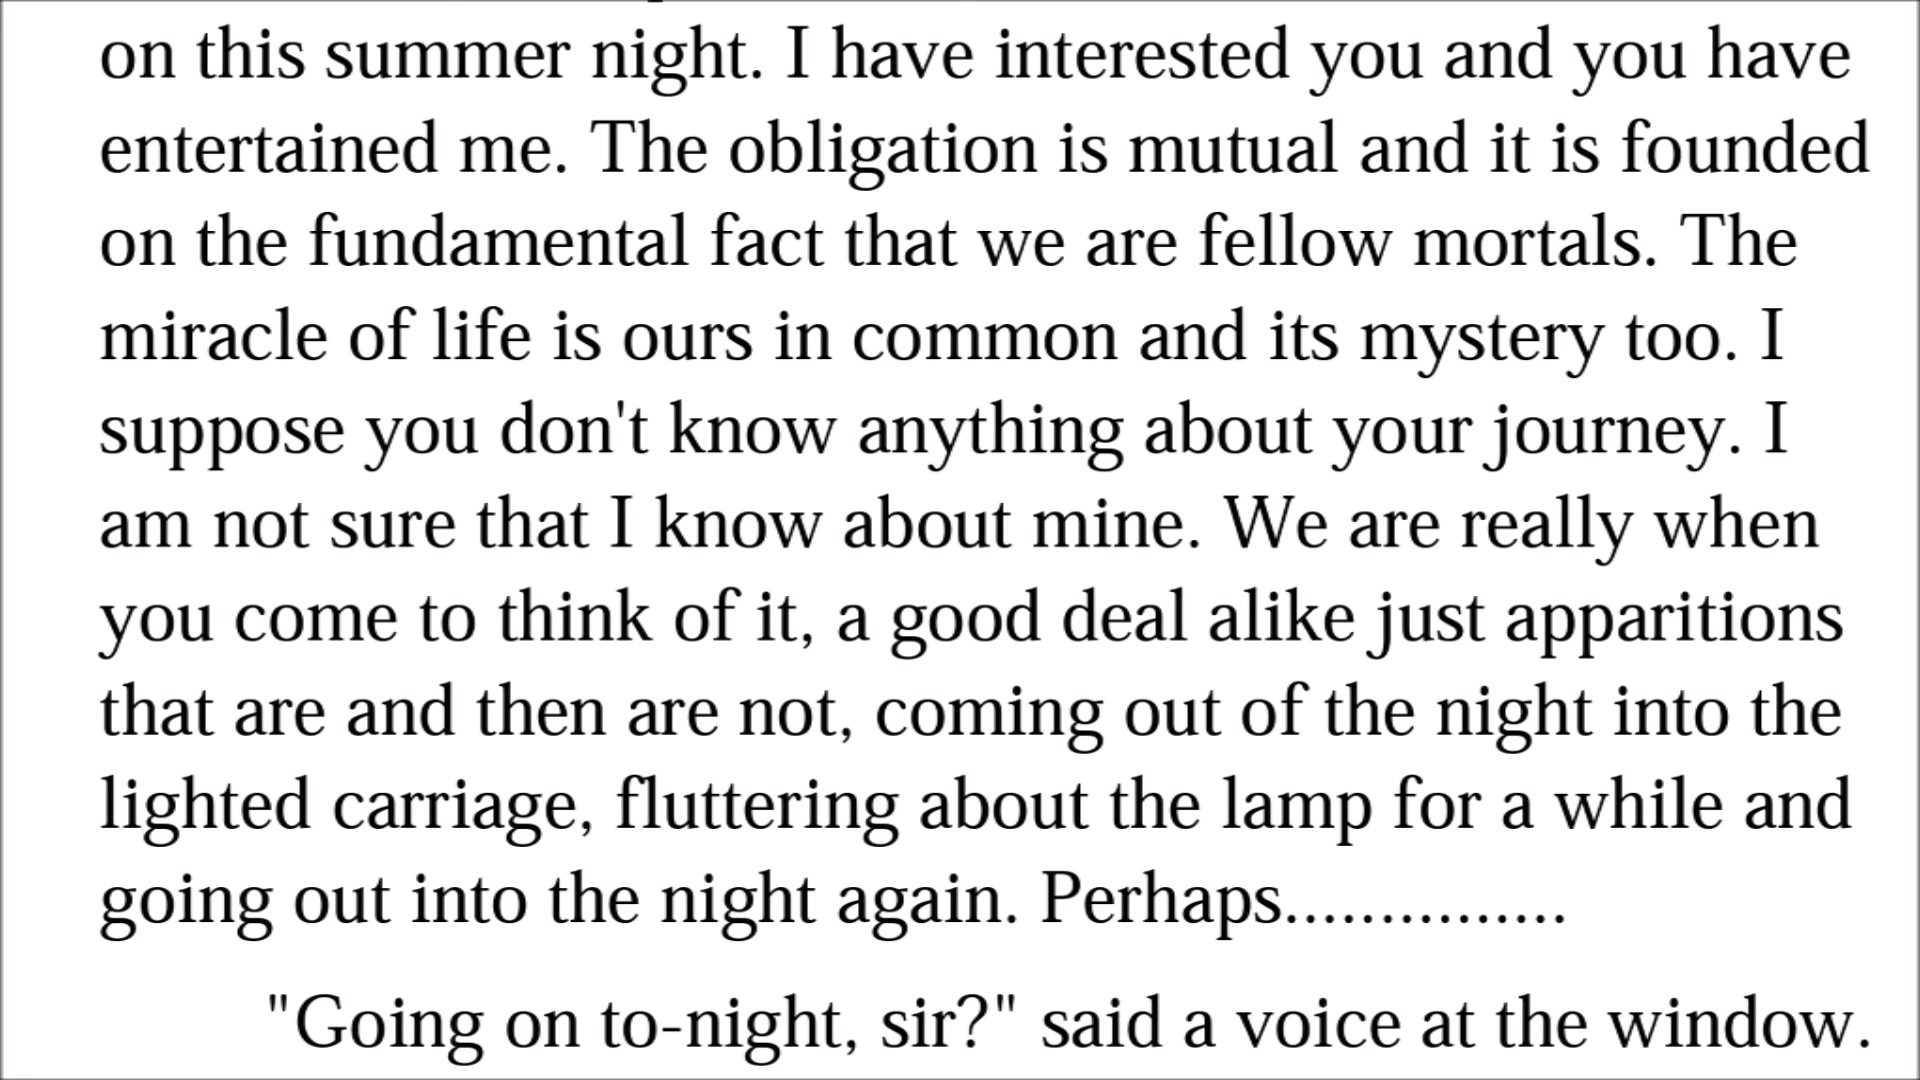 on this summer night. I have interested you and you have
entertained me. The obligation is mutual and it is founded
on the fundamental fact that we are fellow mortals. The
miracle of life is ours in common and its mystery too. I
suppose you don't know anything about your journey. I
am not sure that I know about mine. We are really when
you come to think of it, a good deal alike just apparitions
that are and then are not, coming out of the night into the
lighted carriage, fluttering about the lamp for a while and
going out into the night again. Perhaps...............
"Going on to-night, sir?" said a voice at the window.